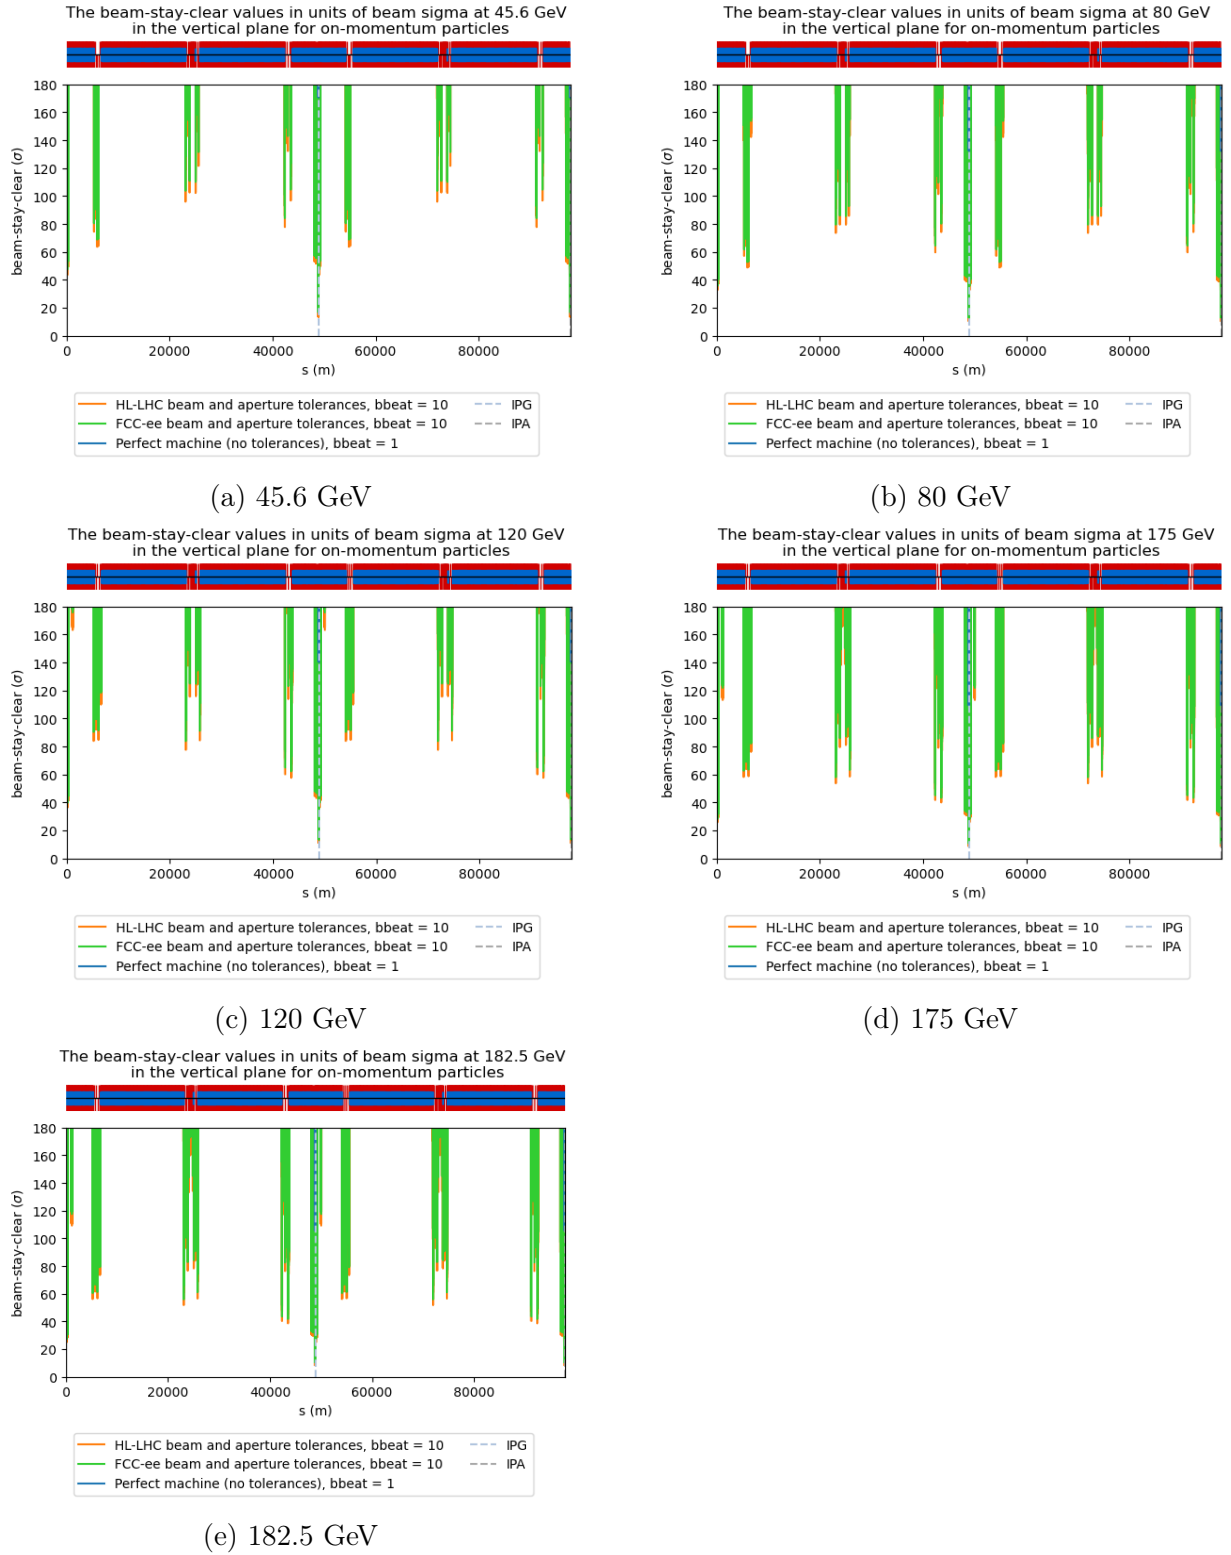 The beam-stay-clear values in units of beam sigma at 45.6 GeV
in the vertical plane for on-momentum particles
180
160
140
120
100
80
60
40
20
0
beam-stay-clear (σ)
0 20000 40000 60000 80000
s (m)
HL-LHC beam and aperture tolerances, bbeat = 10 IPG
FCC-ee beam and aperture tolerances, bbeat = 10 IPA
Perfect machine (no tolerances), bbeat = 1
(a) 45.6 GeV
The beam-stay-clear values in units of beam sigma at 80 GeV
in the vertical plane for on-momentum particles
180
160
140
120
100
80
60
40
20
0
beam-stay-clear (σ)
0 20000 40000 60000 80000
s (m)
HL-LHC beam and aperture tolerances, bbeat = 10 IPG
FCC-ee beam and aperture tolerances, bbeat = 10 IPA
Perfect machine (no tolerances), bbeat = 1
(b) 80 GeV
The beam-stay-clear values in units of beam sigma at 120 GeV
in the vertical plane for on-momentum particles
180
160
140
120
100
80
60
40
20
0
beam-stay-clear (σ)
0 20000 40000 60000 80000
s (m)
HL-LHC beam and aperture tolerances, bbeat = 10 IPG
FCC-ee beam and aperture tolerances, bbeat = 10 IPA
Perfect machine (no tolerances), bbeat = 1
(c) 120 GeV
The beam-stay-clear values in units of beam sigma at 175 GeV
in the vertical plane for on-momentum particles
180
160
140
120
100
80
60
40
20
0
beam-stay-clear (σ)
0 20000 40000 60000 80000
s (m)
HL-LHC beam and aperture tolerances, bbeat = 10 IPG
FCC-ee beam and aperture tolerances, bbeat = 10 IPA
Perfect machine (no tolerances), bbeat = 1
(d) 175 GeV
The beam-stay-clear values in units of beam sigma at 182.5 GeV
in the vertical plane for on-momentum particles
180
160
140
120
100
80
60
40
20
0
beam-stay-clear (σ)
0 20000 40000 60000 80000
s (m)
HL-LHC beam and aperture tolerances, bbeat = 10 IPG
FCC-ee beam and aperture tolerances, bbeat = 10 IPA
Perfect machine (no tolerances), bbeat = 1
(e) 182.5 GeV